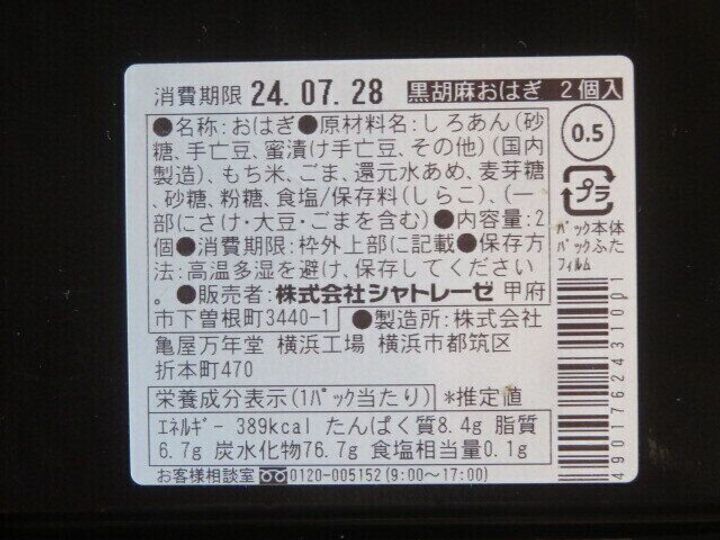 消費期限 24.07.28 黒胡麻おはぎ 2個入
●名称:おはぎ●原材料名:しろあん(砂
糖、手亡豆、蜜漬け手亡豆、その他)(国内
製造)、もち米、ごま、還元水あめ、麦芽糖
、砂糖、粉糖、食塩/保存料(しらこ)、(一
部にさけ・大豆・ごまを含む)●内容量:2
個●消費期限:枠外上部に記載●保存方
法:高温多湿を避け、保存してください
。●販売者:株式会社シャトレーゼ 甲府
市下曽根町3440-1 ●製造所:株式会社
亀屋万年堂 横浜工場 横浜市都筑区
折本町470
栄養成分表示(1パック当たり) *推定値
エネルギー 389kcal たんぱく質8.4g 脂質
6.7g 炭水化物76.7g 食塩相当量0.1g
お客様相談室 0120-005152(9:00〜17:00)
0.5
プラ
パック本体
パックふた
フィルム
49017624310p1